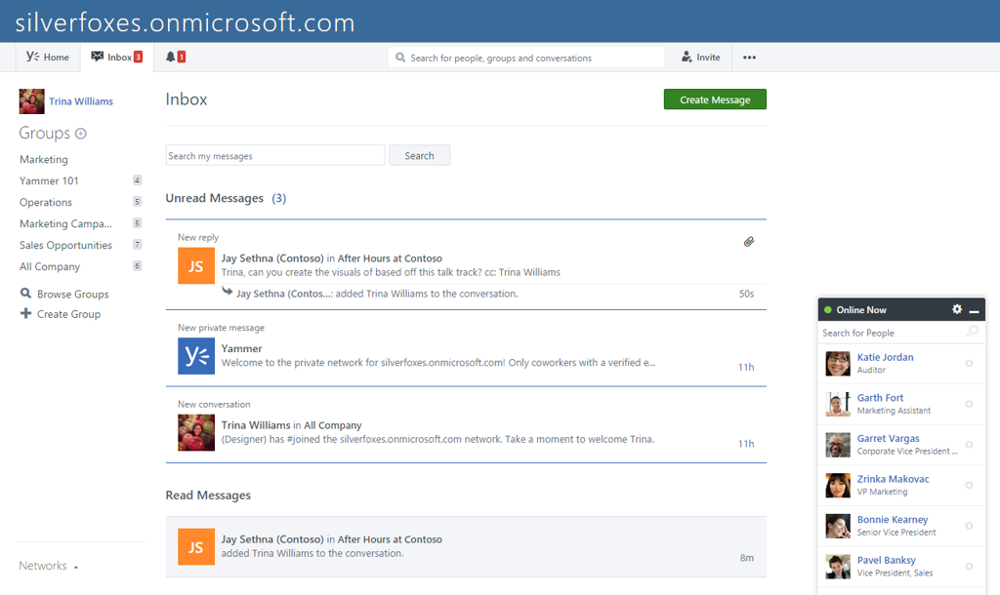 silverfoxes.onmicrosoft.com
Home
Inbox 3
1
Search for people, groups and conversations
Invite
Trina Williams
Groups
Marketing
Yammer 101 4
Operations 5
Marketing Campa... 5
Sales Opportunities 7
All Company 6
Browse Groups
Create Group
Networks
Inbox
Create Message
Search my messages
Search
Unread Messages (3)
New reply
JS
Jay Sethna (Contoso) in After Hours at Contoso
Trina, can you create the visuals of based off this talk track? cc: Trina Williams
Jay Sethna (Contos...: added Trina Williams to the conversation. 50s
New private message
Yammer
Welcome to the private network for silverfoxes.onmicrosoft.com! Only coworkers with a verified e...
11h
New conversation
Trina Williams in All Company
(Designer) has #joined the silverfoxes.onmicrosoft.com network. Take a moment to welcome Trina.
11h
Read Messages
JS
Jay Sethna (Contoso) in After Hours at Contoso
added Trina Williams to the conversation.
8m
Online Now
Search for People
Katie Jordan
Auditor
Garth Fort
Marketing Assistant
Garret Vargas
Corporate Vice President ...
Zrinka Makovac
VP Marketing
Bonnie Kearney
Senior Vice President
Pavel Banksy
Vice President, Sales